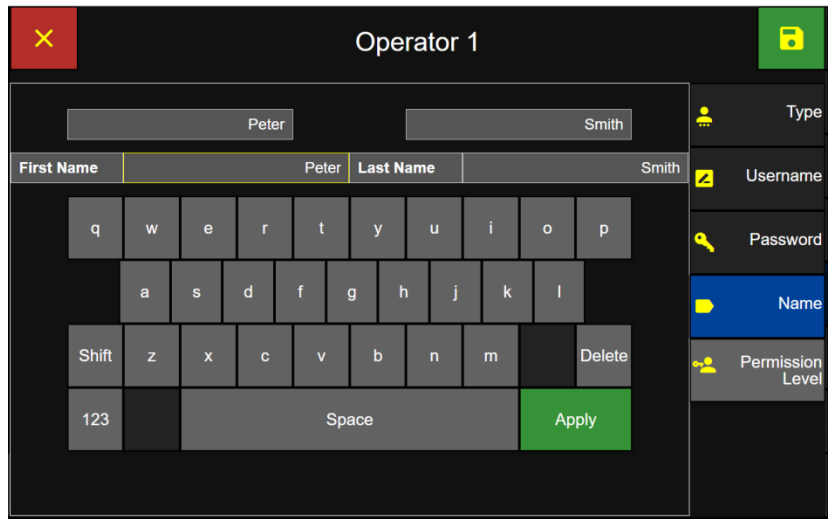 Operator 1
Peter Smith
First Name Peter Last Name Smith
q w e r t y u i o p
a s d f g h j k l
Shift z x c v b n m Delete
123 Space Apply
Type
Username
Password
Name
Permission
Level